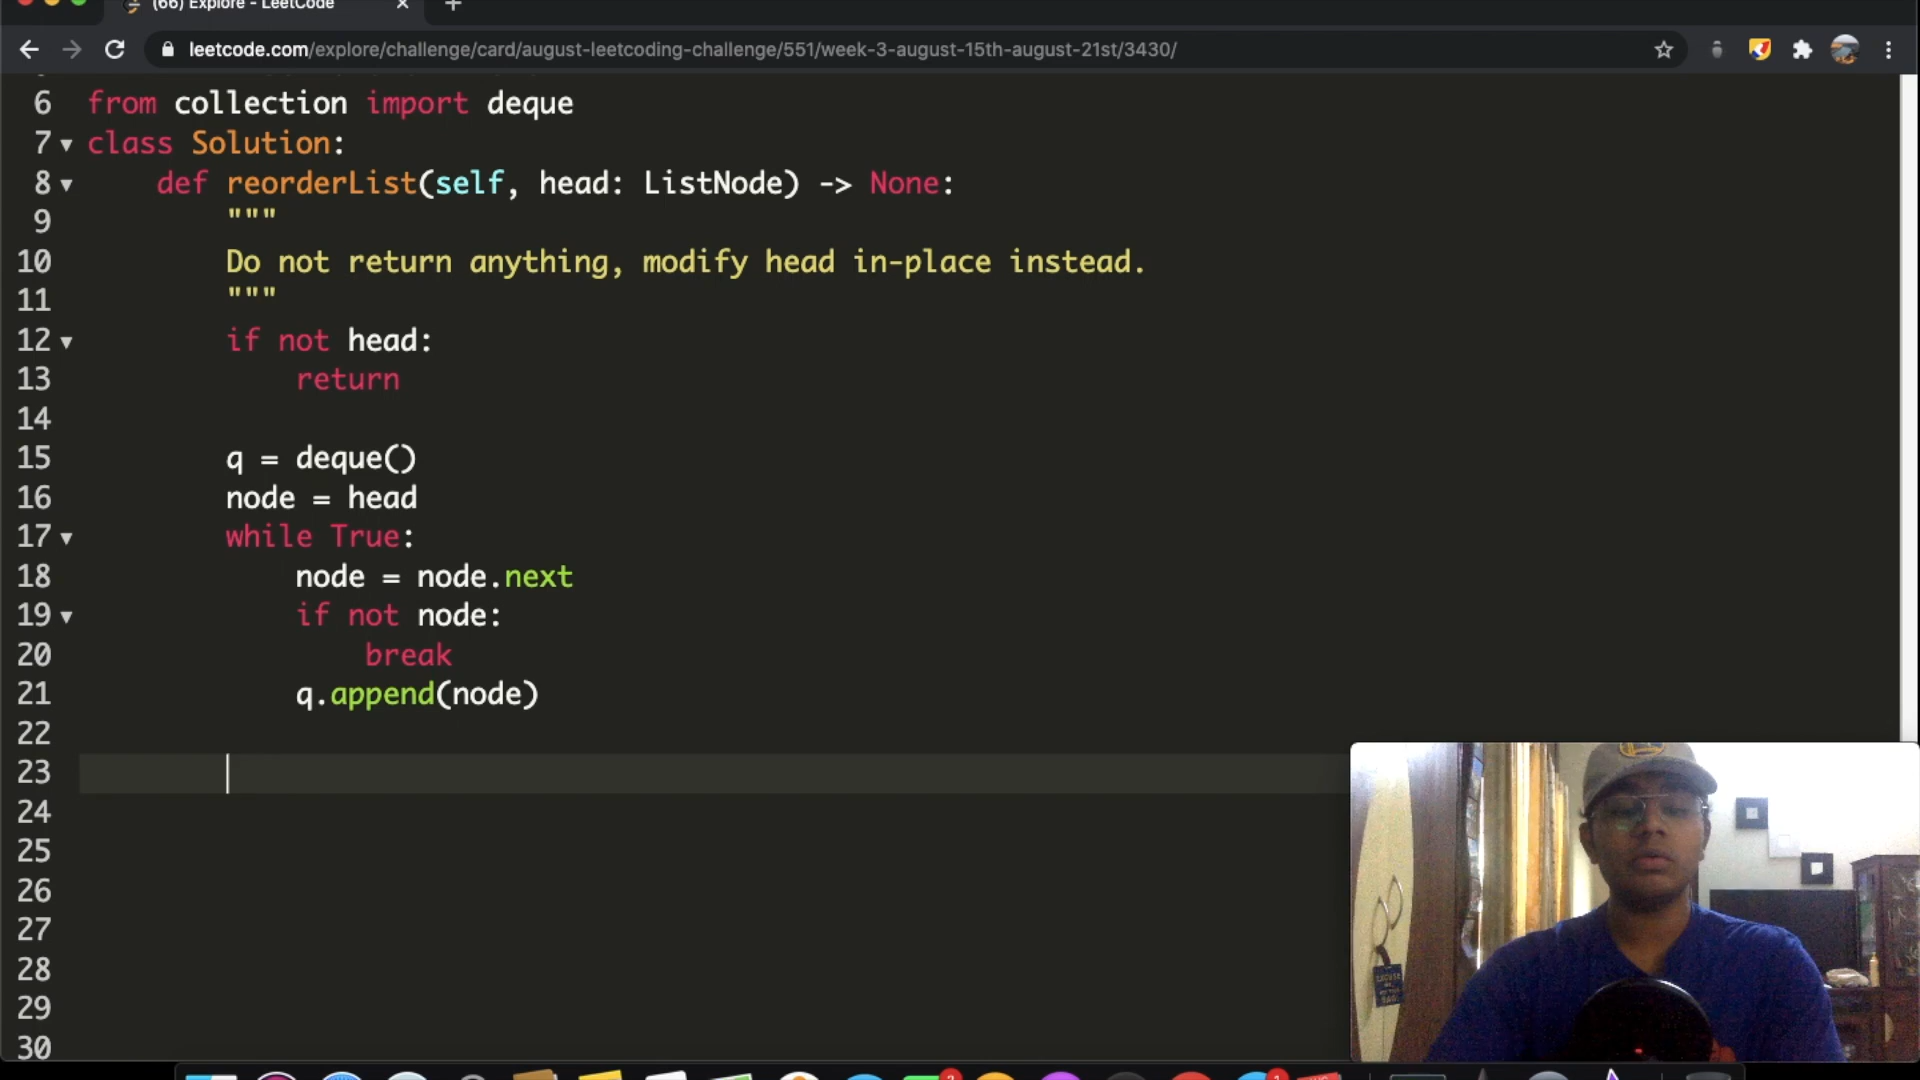 (66) Explore - LeetCode
leetcode.com/explore/challenge/card/august-leetcoding-challenge/551/week-3-august-15th-august-21st/3430/
6 from collection import deque
7 class Solution:
8 def reorderList(self, head: ListNode) -> None:
9 """
10 Do not return anything, modify head in-place instead.
11 """
12 if not head:
13 return
14
15 q = deque()
16 node = head
17 while True:
18 node = node.next
19 if not node:
20 break
21 q.append(node)
22
23
24
25
26
27
28
29
30